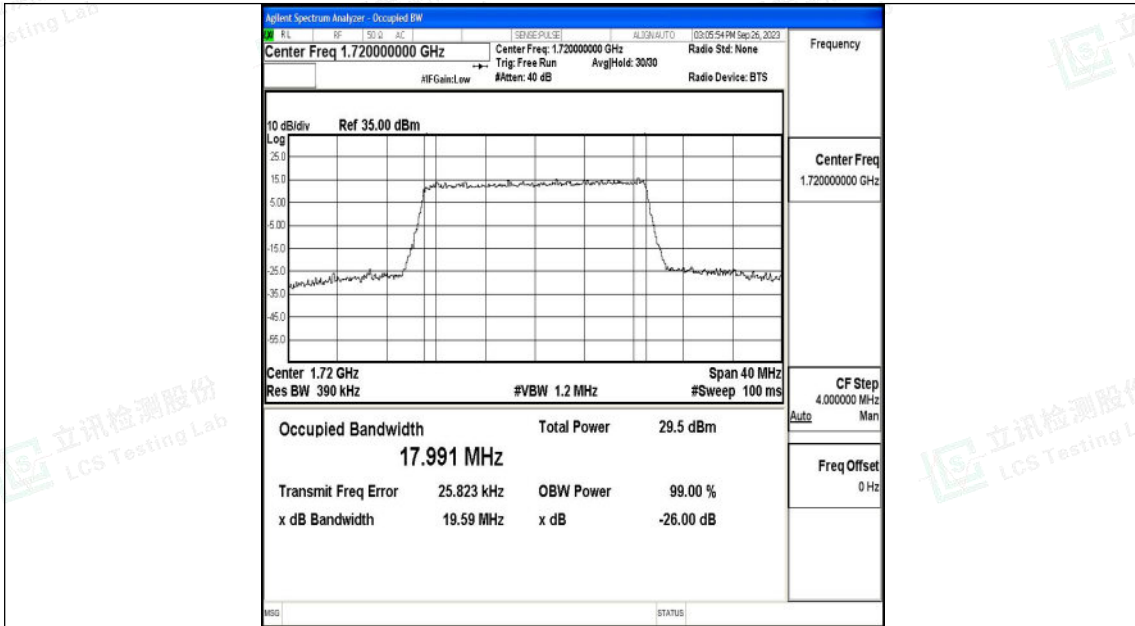 Agilent Spectrum Analyzer - Occupied BW
RL RF 50 Ω AC SENSE:PULSE ALIGNAUTO 03:05:54 PM Sep 26, 2023
Center Freq 1.720000000 GHz
Center Freq: 1.720000000 GHz
Radio Std: None
Trig: Free Run Avg|Hold: 30/30
#IFGain:Low
#Atten: 40 dB
Radio Device: BTS
Frequency
10 dB/div Ref 35.00 dBm
Log
25.0
15.0
5.00
-5.00
-15.0
-25.0
-35.0
-45.0
-55.0
Center 1.72 GHz Span 40 MHz
Res BW 390 kHz #VBW 1.2 MHz #Sweep 100 ms
Center Freq
1.720000000 GHz
CF Step
4.000000 MHz
Auto Man
Freq Offset
0 Hz
Occupied Bandwidth Total Power 29.5 dBm
17.991 MHz
Transmit Freq Error 25.823 kHz OBW Power 99.00 %
x dB Bandwidth 19.59 MHz x dB -26.00 dB
MSG STATUS
立讯检测股份
LCS Testing Lab
立讯检测股份
LCS Testing L
sting Lab
立